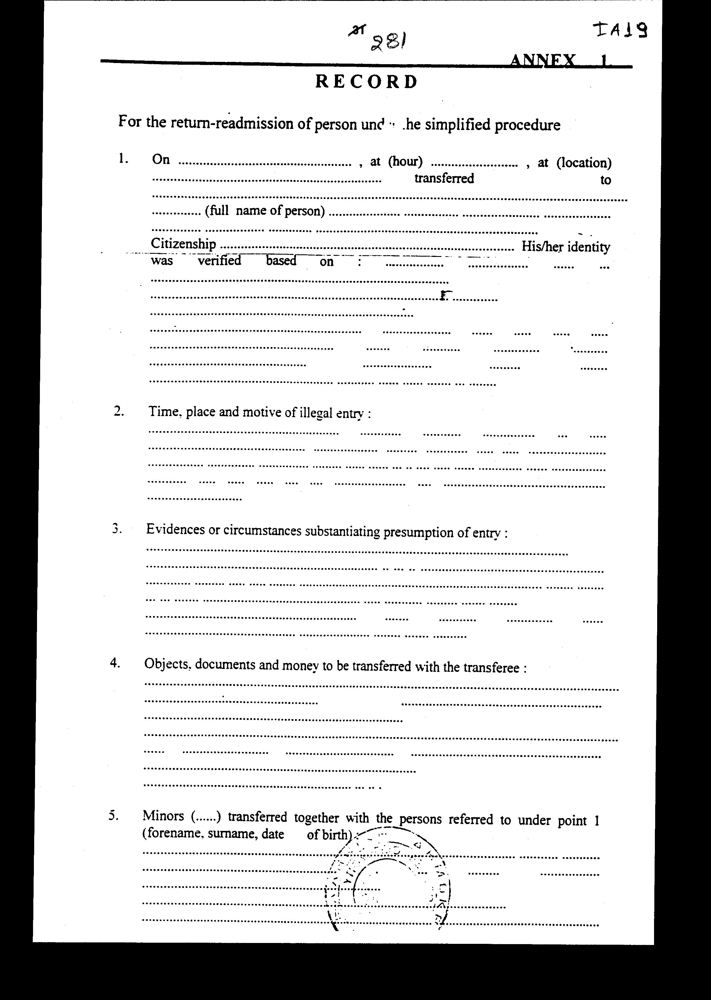 281
IA19
ANNEX 1
RECORD
For the return-readmission of person he simplified procedure
1. On .................................................. , at (hour) .......................... , at (location)
.................................................................... transferred to
..........................................................................................................................................
.............. (full name of person) ..................... ................ ....................... ....................
.............. ................. ............. .................................................................
Citizenship ...................................................................................... His/her identity
was verified based on : ................. ................. ...... ...
.......................................................................................
..................................................................................... .............
.............................................................................
.............................................................. .................... ...... ..... ..... .....
...................................................... ....... ........... ............. ..........
.............................................. .................... ......... ........
...................................................... ........... ...... ...... ....... ... ........
2. Time, place and motive of illegal entry :
........................................................ ............ ........... ............... ... .....
.............................................. ................... ......... ............ ..... ..... .......................
................ .............. ............... ......... ...... ...... ... .. .... ..... ...... ............. ...... ................
........... ..... ..... ..... .... .... ..................... .... ................................................
............................
3. Evidences or circumstances substantiating presumption of entry :
............................................................................................................................
.................................................................... .. ... .. ......................................................
............. ......... ..... ..... ........ ....................................................................... ........ ........
... ... ....... .............................................. ..... ........... ......... ....... ........
.............................................................. ....... ........... ............. ......
............................................ ..................... ........ ....... ..........
4. Objects, documents and money to be transferred with the transferee :
............................................................................................................................................
................................................... ...........................................................
............................................................................
............................................................................................................................................
...... ......................... ................................ ........................................................
................................................................................
............................................................. ... .. .
5. Minors (......) transferred together with the persons referred to under point 1
(forename, surname, date of birth) :
.............................................................................................................. ........... ...........
......................................................... ... ......... .................
......................................................................
...........................................................................................................
..................................................................................... ..............................................